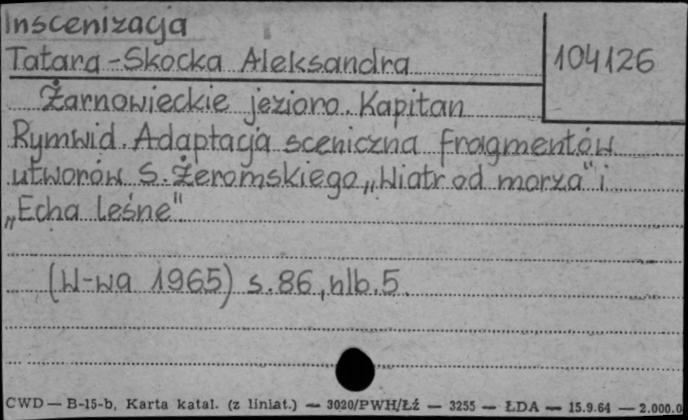 Inscenizacja
Tatara-Skocka Aleksandra
104126
Żarnowieckie jezioro. Kapitan
Rymwid. Adaptacja sceniczna fragmentów
utworów S. Żeromskiego „Wiatr od morza" i
„Echa leśne"
(W-wa 1965) s. 86, nlb. 5.
CWD — B-15-b, Karta katal. (z liniat.) — 3020/PWH/Łź — 3255 — ŁDA — 15.9.64 — 2.000.0